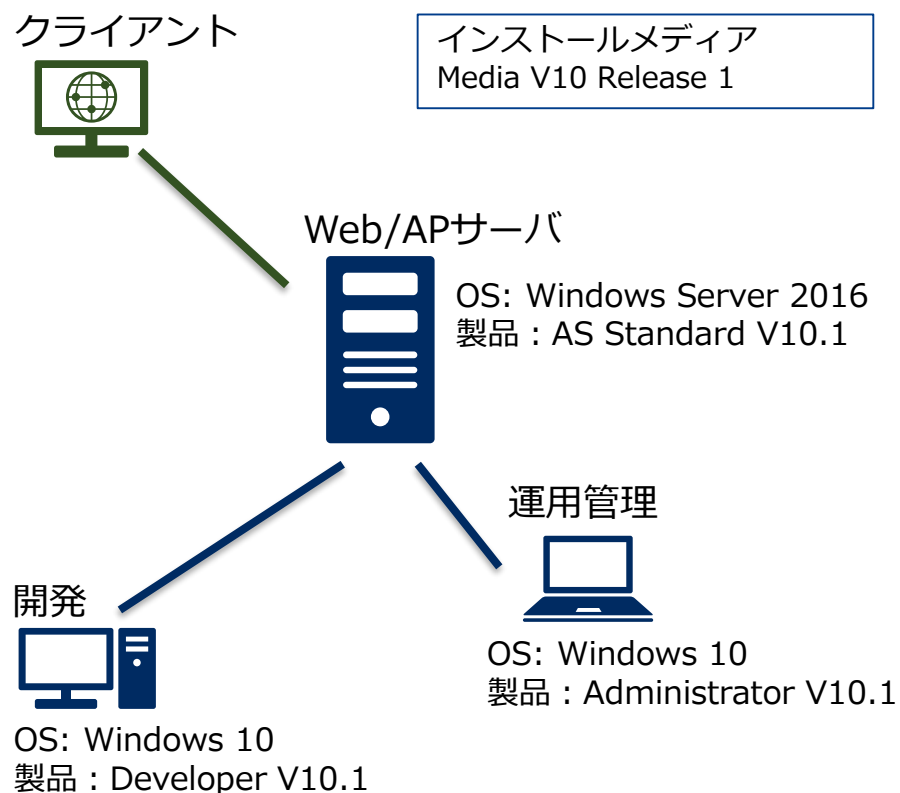 クライアント
インストールメディア
Media V10 Release 1
Web/APサーバ
OS: Windows Server 2016
製品：AS Standard V10.1
運用管理
OS: Windows 10
製品：Administrator V10.1
開発
OS: Windows 10
製品：Developer V10.1